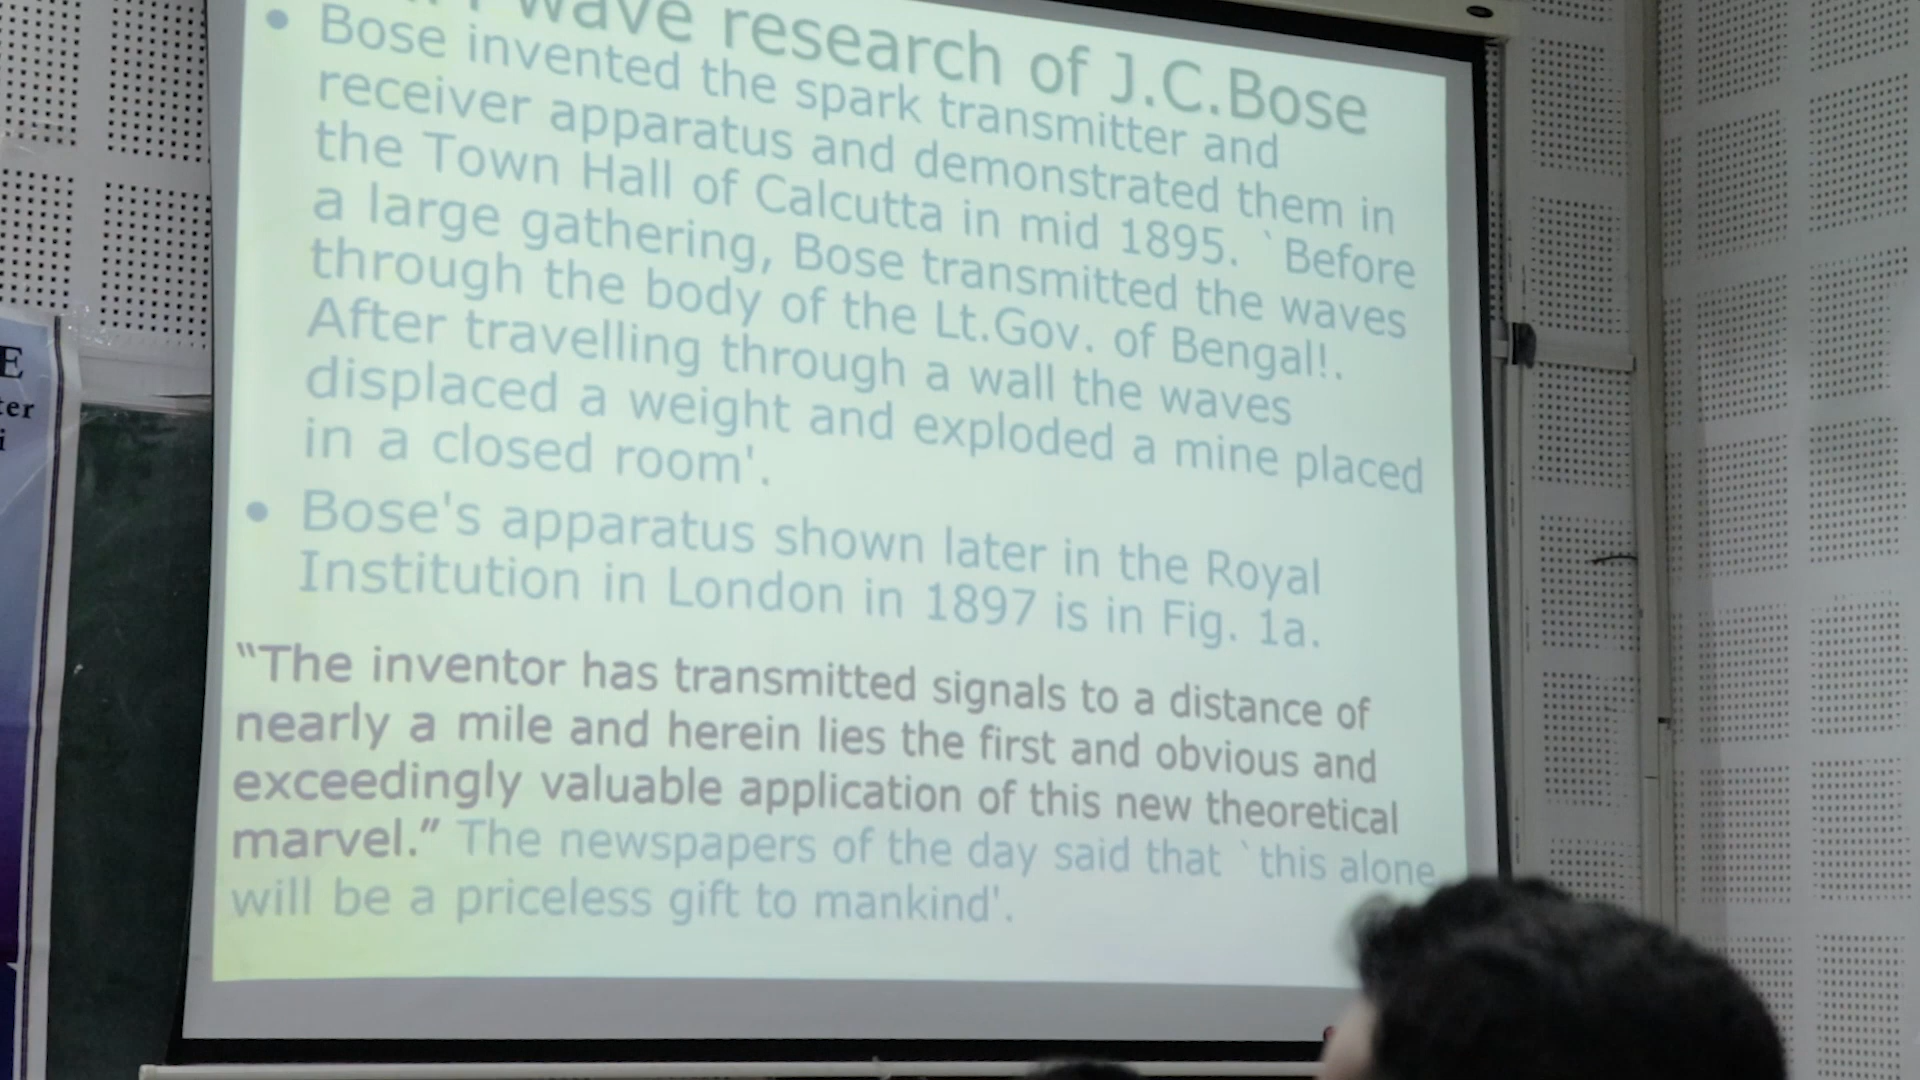 wave research of J.C.Bose
• Bose invented the spark transmitter and
receiver apparatus and demonstrated them in
the Town Hall of Calcutta in mid 1895. `Before
a large gathering, Bose transmitted the waves
through the body of the Lt.Gov. of Bengal!.
After travelling through a wall the waves
displaced a weight and exploded a mine placed
in a closed room'.
• Bose's apparatus shown later in the Royal
Institution in London in 1897 is in Fig. 1a.
“The inventor has transmitted signals to a distance of
nearly a mile and herein lies the first and obvious and
exceedingly valuable application of this new theoretical
marvel.” The newspapers of the day said that `this alone
will be a priceless gift to mankind'.